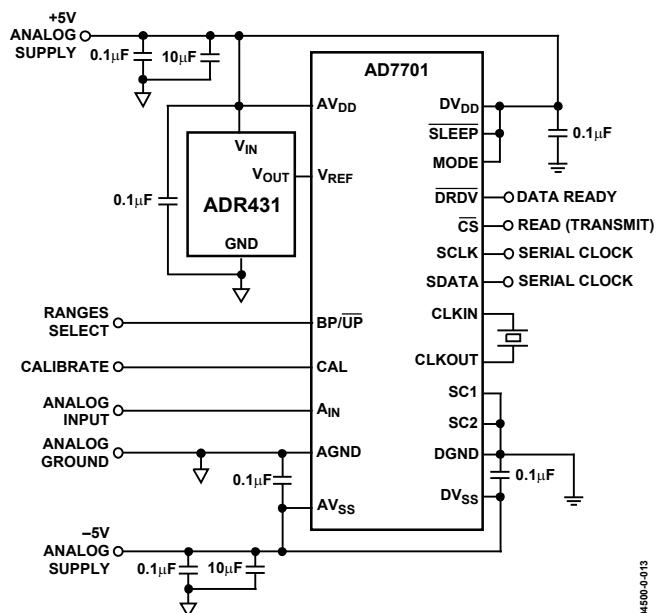 +5V
ANALOG
SUPPLY
0.1μF
10μF
AD7701
AVDD
DVDD
SLEEP
MODE
0.1μF
VIN
VOUT
VREF
0.1μF
ADR431
GND
DRDV
DATA READY
CS
READ (TRANSMIT)
SCLK
SERIAL CLOCK
SDATA
SERIAL CLOCK
RANGES
SELECT
BP/UP
CLKIN
CLKOUT
CALIBRATE
CAL
ANALOG
INPUT
AIN
SC1
SC2
ANALOG
GROUND
AGND
DGND
0.1μF
0.1μF
AVSS
DVSS
–5V
ANALOG
SUPPLY
0.1μF
10μF